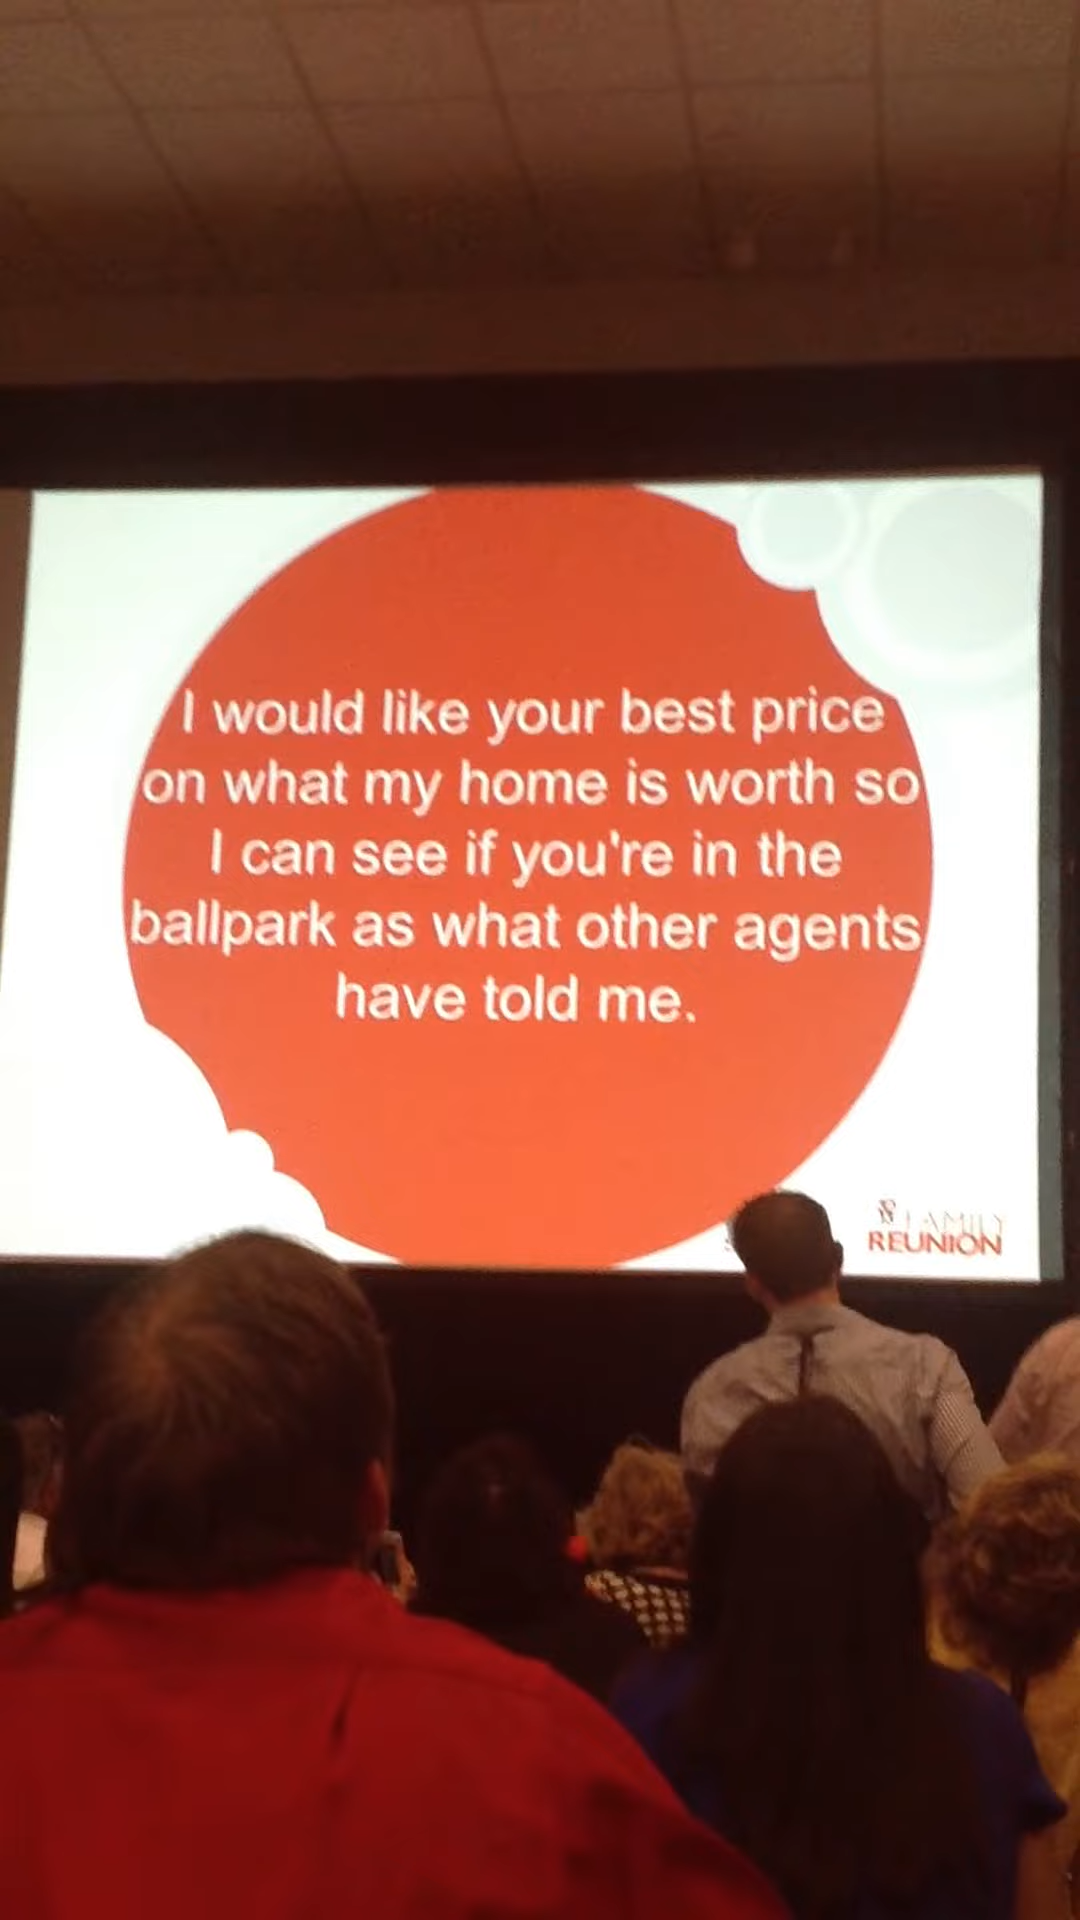 I would like your best price
on what my home is worth so
I can see if you're in the
ballpark as what other agents
have told me.
FAMILY
REUNION